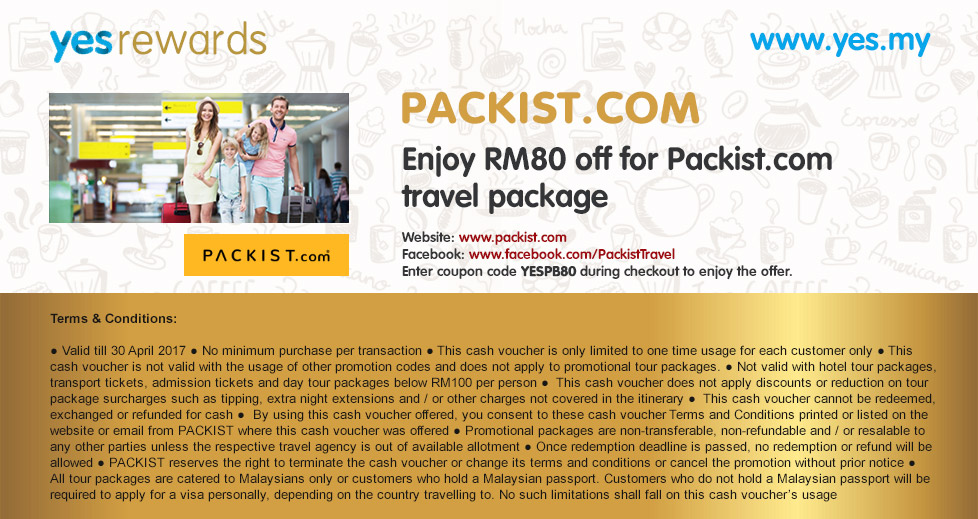 yes rewards
www.yes.my
PACKIST.COM
Enjoy RM80 off for Packist.com
travel package
Website: www.packist.com
Facebook: www.facebook.com/PackistTravel
Enter coupon code YESPB80 during checkout to enjoy the offer.
PACKIST.com
Mocha
Espresso
Americano
Terms & Conditions:
● Valid till 30 April 2017 ● No minimum purchase per transaction ● This cash voucher is only limited to one time usage for each customer only ● This
cash voucher is not valid with the usage of other promotion codes and does not apply to promotional tour packages. ● Not valid with hotel tour packages,
transport tickets, admission tickets and day tour packages below RM100 per person ● This cash voucher does not apply discounts or reduction on tour
package surcharges such as tipping, extra night extensions and / or other charges not covered in the itinerary ● This cash voucher cannot be redeemed,
exchanged or refunded for cash ● By using this cash voucher offered, you consent to these cash voucher Terms and Conditions printed or listed on the
website or email from PACKIST where this cash voucher was offered ● Promotional packages are non-transferable, non-refundable and / or resalable to
any other parties unless the respective travel agency is out of available allotment ● Once redemption deadline is passed, no redemption or refund will be
allowed ● PACKIST reserves the right to terminate the cash voucher or change its terms and conditions or cancel the promotion without prior notice ●
All tour packages are catered to Malaysians only or customers who hold a Malaysian passport. Customers who do not hold a Malaysian passport will be
required to apply for a visa personally, depending on the country travelling to. No such limitations shall fall on this cash voucher's usage